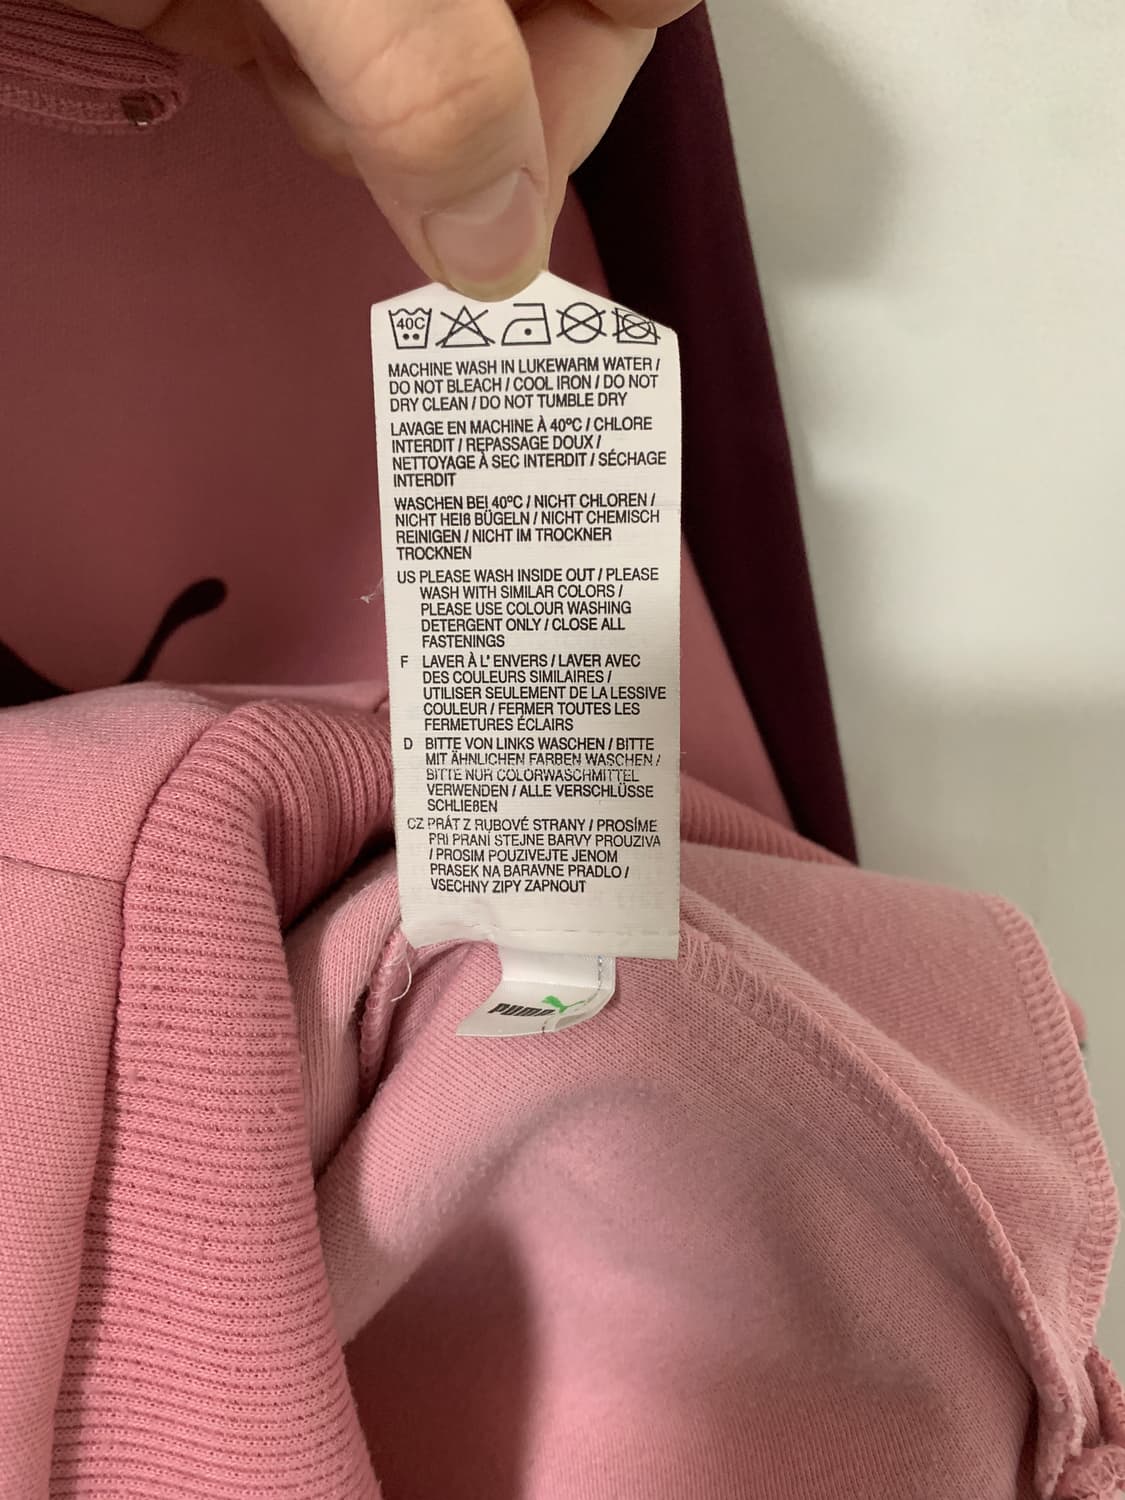 40C
MACHINE WASH IN LUKEWARM WATER /
DO NOT BLEACH / COOL IRON / DO NOT
DRY CLEAN / DO NOT TUMBLE DRY
LAVAGE EN MACHINE À 40ºC / CHLORE
INTERDIT / REPASSAGE DOUX /
NETTOYAGE À SEC INTERDIT / SÉCHAGE
INTERDIT
WASCHEN BEI 40ºC / NICHT CHLOREN /
NICHT HEIß BÜGELN / NICHT CHEMISCH
REINIGEN / NICHT IM TROCKNER
TROCKNEN
US PLEASE WASH INSIDE OUT / PLEASE
WASH WITH SIMILAR COLORS /
PLEASE USE COLOUR WASHING
DETERGENT ONLY / CLOSE ALL
FASTENINGS
F LAVER À L' ENVERS / LAVER AVEC
DES COULEURS SIMILAIRES /
UTILISER SEULEMENT DE LA LESSIVE
COULEUR / FERMER TOUTES LES
FERMETURES ÉCLAIRS
D BITTE VON LINKS WASCHEN / BITTE
MIT ÄHNLICHEN FARBEN WASCHEN /
BITTE NUR COLORWASCHMITTEL
VERWENDEN / ALLE VERSCHLÜSSE
SCHLIEßEN
CZ PRÁT Z RUBOVÉ STRANY / PROSÍME
PRI PRANÍ STEJNE BARVY PROUZIVA
/ PROSIM POUZIVEJTE JENOM
PRASEK NA BARAVNE PRADLO /
VSECHNY ZIPY ZAPNOUT
PUMA